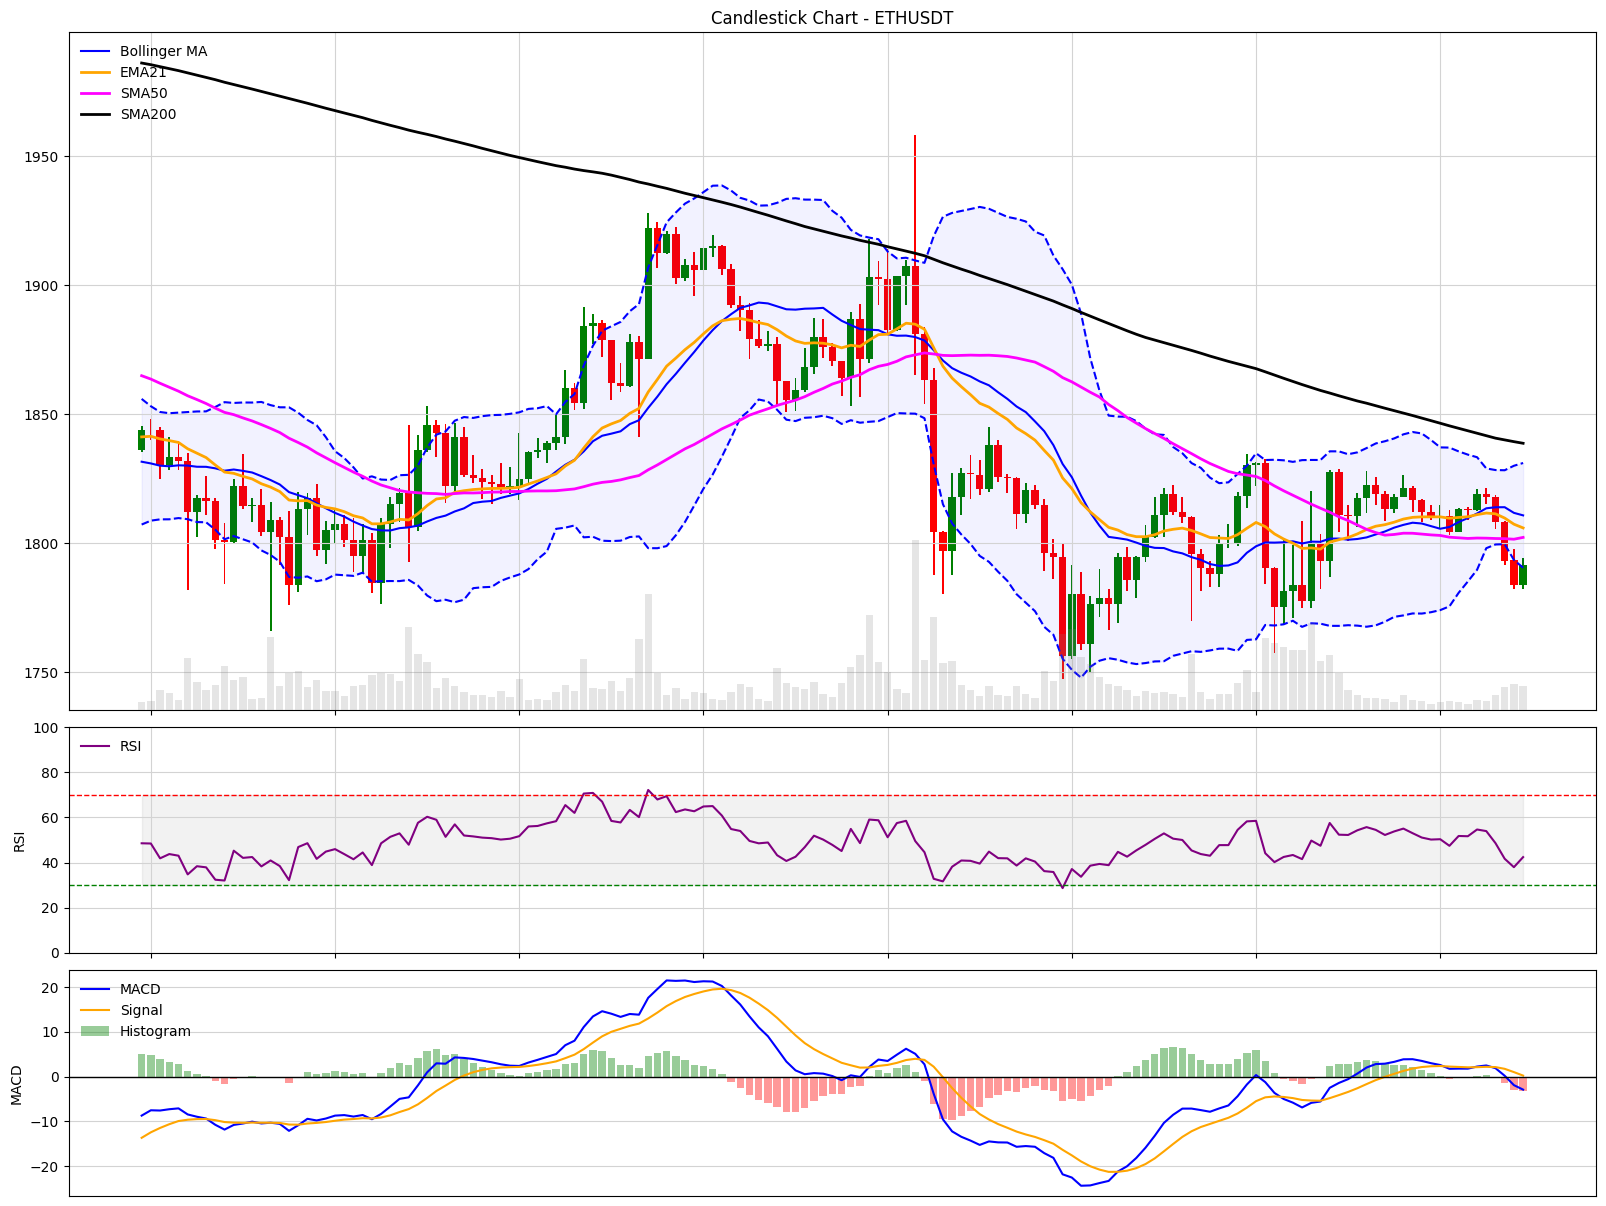 Candlestick Chart - ETHUSDT
Bollinger MA
EMA21
SMA50
SMA200
1950
1900
1850
1800
1750
RSI
100
80
60
40
20
0
RSI
MACD
Signal
Histogram
20
10
0
−10
−20
MACD